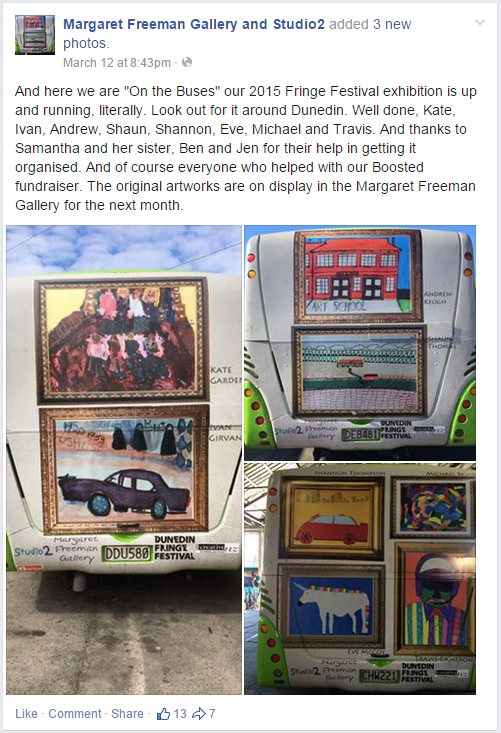 Margaret Freeman Gallery and Studio2 added 3 new
photos.
March 12 at 8:43pm ·
And here we are "On the Buses" our 2015 Fringe Festival exhibition is up
and running, literally. Look out for it around Dunedin. Well done, Kate,
Ivan, Andrew, Shaun, Shannon, Eve, Michael and Travis. And thanks to
Samantha and her sister, Ben and Jen for their help in getting it
organised. And of course everyone who helped with our Boosted
fundraiser. The original artworks are on display in the Margaret Freeman
Gallery for the next month.
KATE
GARDEN
IVAN
GIRVAN
Margaret
Studio2 Freeman
Gallery
DDU580
DUNEDIN
FRINGE
FESTIVAL
creative nz
ART SCHOOL
ANDREW
KEOGH
SHAUN
THOMAS
Margaret
Studio2 Freeman
Gallery
DEB481
DUNEDIN
FRINGE
FESTIVAL
SHANNON THOMPSON
MICHAEL
EVE MCCOY
TRAVIS CAMERON
Margaret
Studio2 Freeman
Gallery
CHW221
DUNEDIN
FRINGE
FESTIVAL
Like · Comment · Share · 13 7